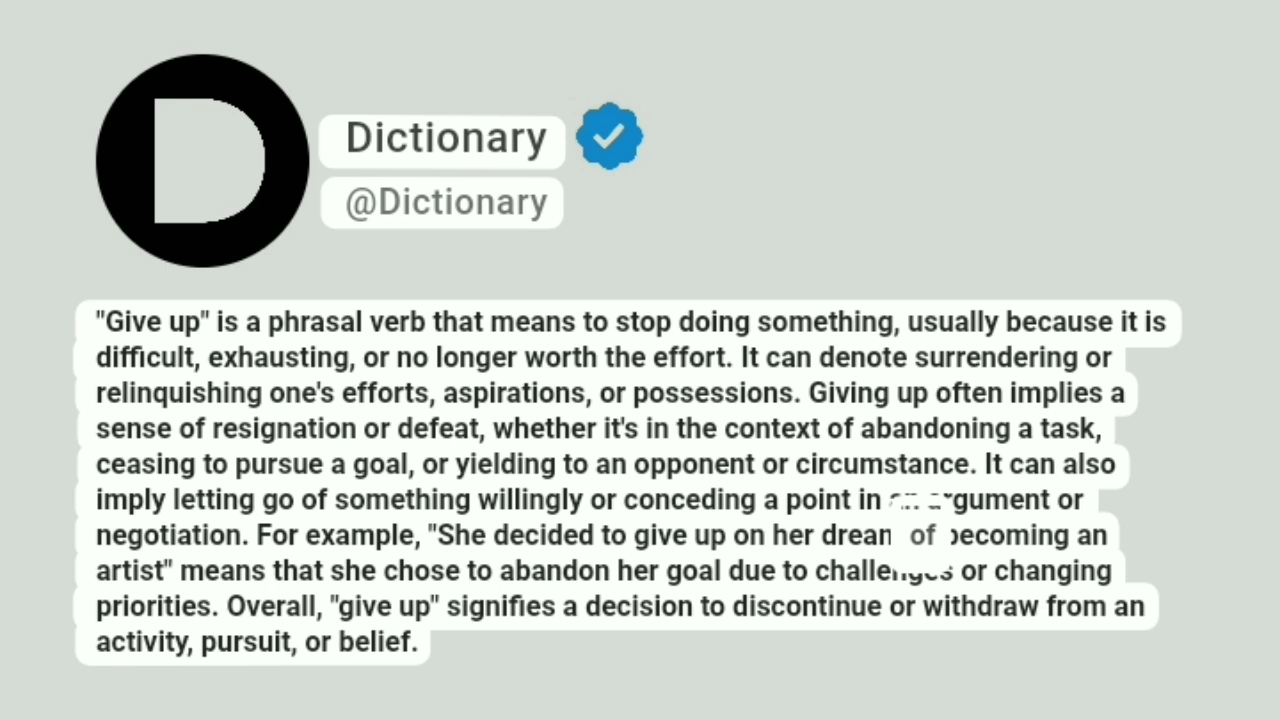 D
Dictionary
@Dictionary
"Give up" is a phrasal verb that means to stop doing something, usually because it is
difficult, exhausting, or no longer worth the effort. It can denote surrendering or
relinquishing one's efforts, aspirations, or possessions. Giving up often implies a
sense of resignation or defeat, whether it's in the context of abandoning a task,
ceasing to pursue a goal, or yielding to an opponent or circumstance. It can also
imply letting go of something willingly or conceding a point in an argument or
negotiation. For example, "She decided to give up on her dream of becoming an
artist" means that she chose to abandon her goal due to challenges or changing
priorities. Overall, "give up" signifies a decision to discontinue or withdraw from an
activity, pursuit, or belief.